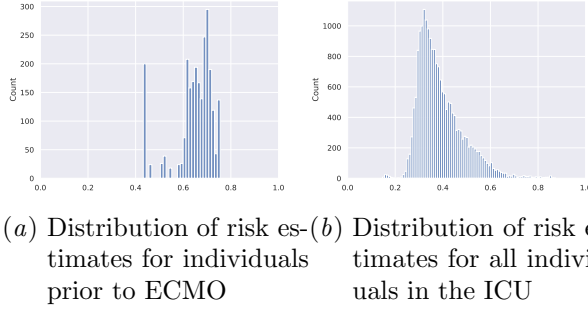 300
250
200
150
100
50
0
Count
0.0 0.2 0.4 0.6 0.8 1.0
1000
800
600
400
200
0
Count
0.0 0.2 0.4 0.6 0.8 1.0
(a) Distribution of risk es-
timates for individuals
prior to ECMO
(b) Distribution of risk e
timates for all indivi
uals in the ICU